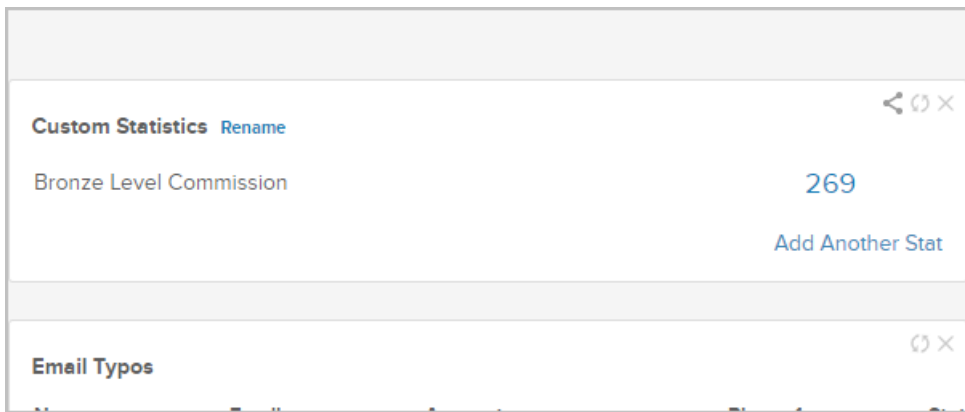 Custom Statistics Rename
Bronze Level Commission 269
Add Another Stat
Email Typos